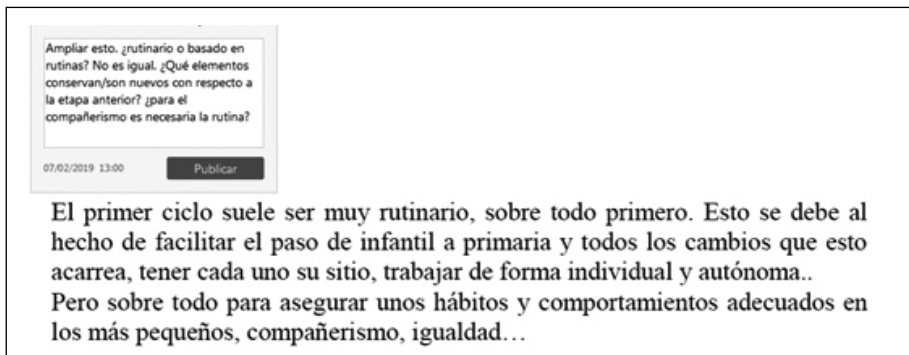 Ampliar esto. ¿rutinario o basado en
rutinas? No es igual. ¿Qué elementos
conservan/son nuevos con respecto a
la etapa anterior? ¿para el
compañerismo es necesaria la rutina?
07/02/2019 13:00 Publicar
El primer ciclo suele ser muy rutinario, sobre todo primero. Esto se debe al
hecho de facilitar el paso de infantil a primaria y todos los cambios que esto
acarrea, tener cada uno su sitio, trabajar de forma individual y autónoma..
Pero sobre todo para asegurar unos hábitos y comportamientos adecuados en
los más pequeños, compañerismo, igualdad…